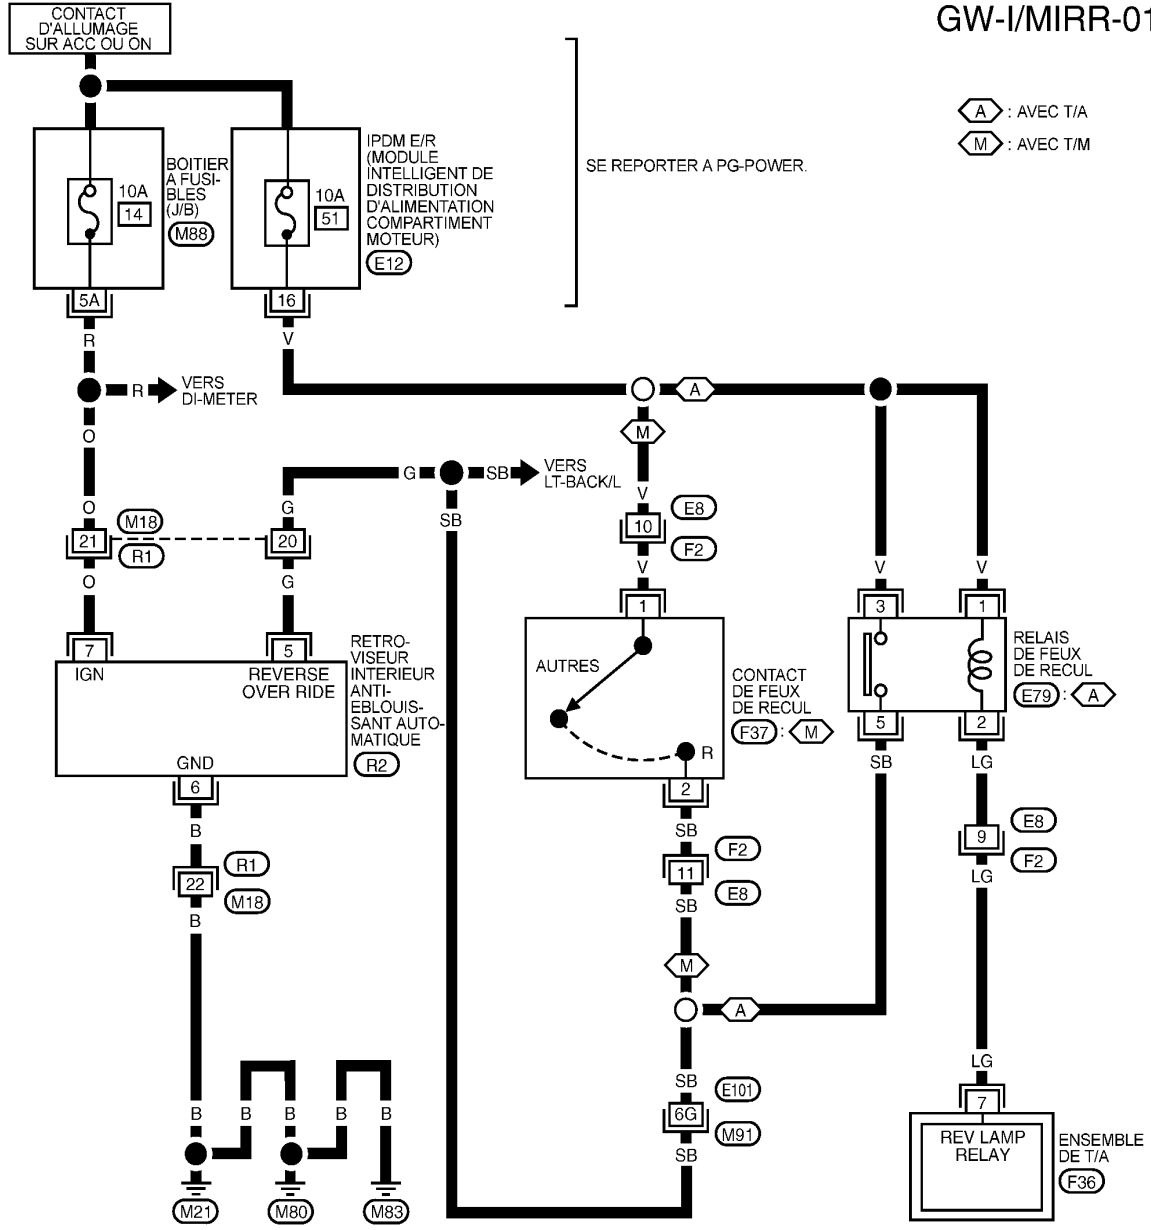 CONTACT
D'ALLUMAGE
SUR ACC OU ON
GW-I/MIRR-01
A : AVEC T/A
M : AVEC T/M
BOITIER
A FUSI-
BLES
(J/B)
M88
10A
14
IPDM E/R
(MODULE
INTELLIGENT DE
DISTRIBUTION
D'ALIMENTATION
COMPARTIMENT
MOTEUR)
E12
10A
51
SE REPORTER A PG-POWER.
5A
16
R
V
R
VERS
DI-METER
A
O
M
G
SB
VERS
LT-BACK/L
V
O
G
SB
E8
M18
21
20
10
R1
F2
O
G
V
V
V
7
5
1
3
1
IGN
REVERSE
OVER RIDE
RETRO-
VISEUR
INTERIEUR
ANTI-
EBLOUIS-
SANT AUTO-
MATIQUE
R2
AUTRES
R
CONTACT
DE FEUX
DE RECUL
F37 : M
RELAIS
DE FEUX
DE RECUL
E79 : A
5
2
GND
6
2
SB
LG
B
SB
E8
9
F2
R1
22
M18
F2
11
E8
LG
B
SB
M
A
LG
SB
E101
6G
M91
SB
7
B
B
B
B
B
REV LAMP
RELAY
ENSEMBLE
DE T/A
F36
M21
M80
M83